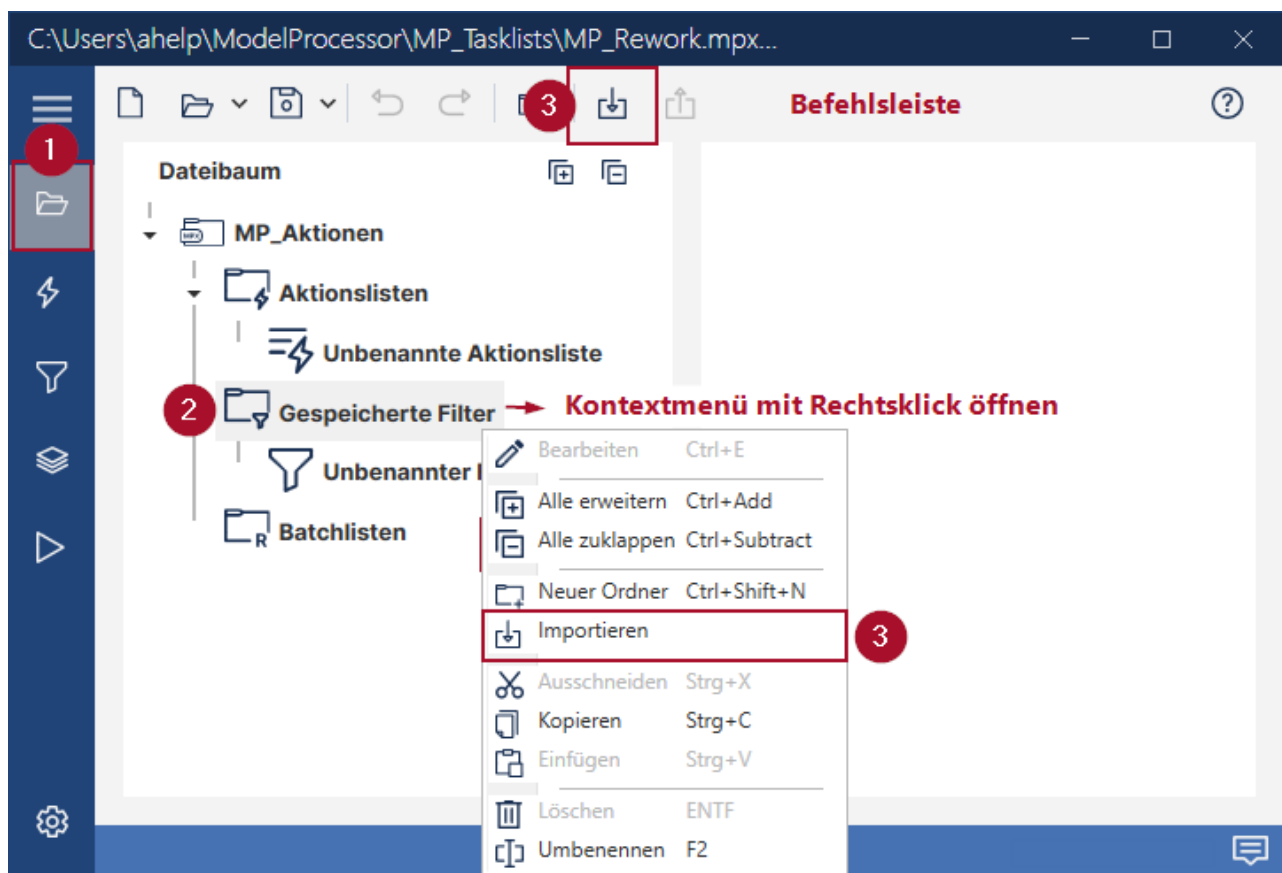 C:\Users\ahelp\ModelProcessor\MP_Tasklists\MP_Rework.mpx...
3
Befehlsleiste
1
Dateibaum
MP_Aktionen
Aktionslisten
Unbenannte Aktionsliste
2
Gespeicherte Filter
Kontextmenü mit Rechtsklick öffnen
Bearbeiten Ctrl+E
Unbenannter
Alle erweitern Ctrl+Add
R
Batchlisten
Alle zuklappen Ctrl+Subtract
Neuer Ordner Ctrl+Shift+N
Importieren
3
Ausschneiden Strg+X
Kopieren Strg+C
Einfügen Strg+V
Löschen ENTF
Umbenennen F2